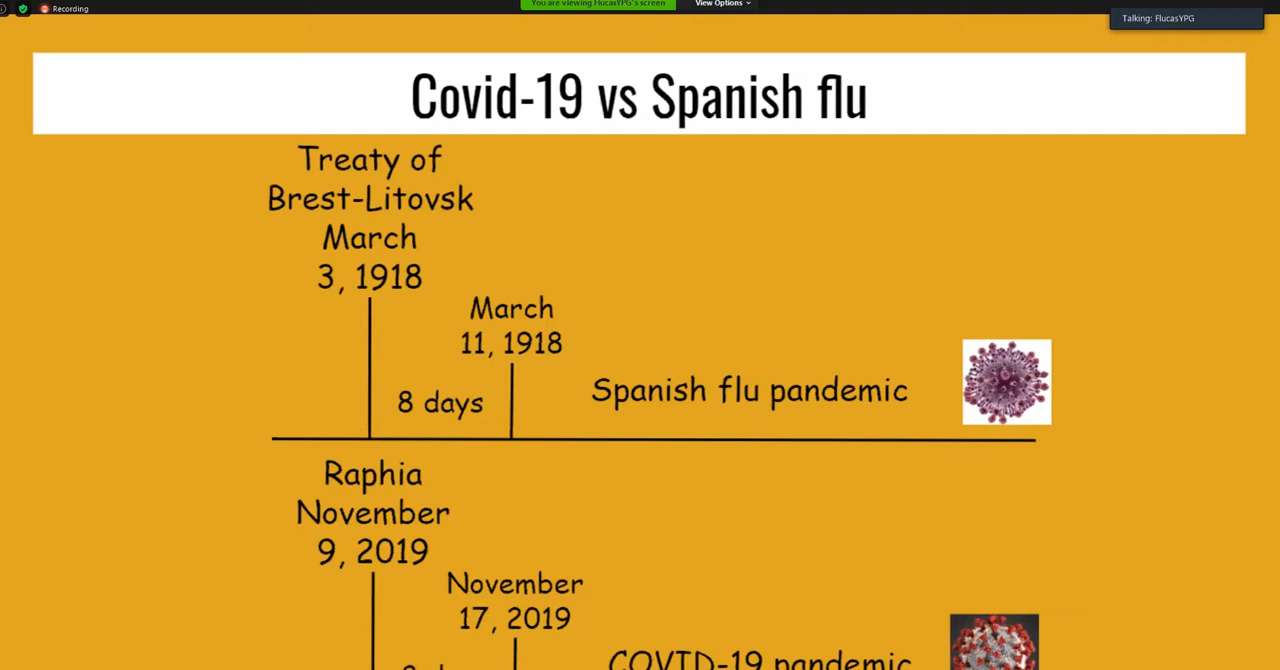 Recording
You are viewing FlucasYPG's screen
View Options
Talking: FlucasYPG
Covid-19 vs Spanish flu
Treaty of
Brest-Litovsk
March
3, 1918
March
11, 1918
8 days
Spanish flu pandemic
Raphia
November
9, 2019
November
17, 2019
COVID-19 pandemic